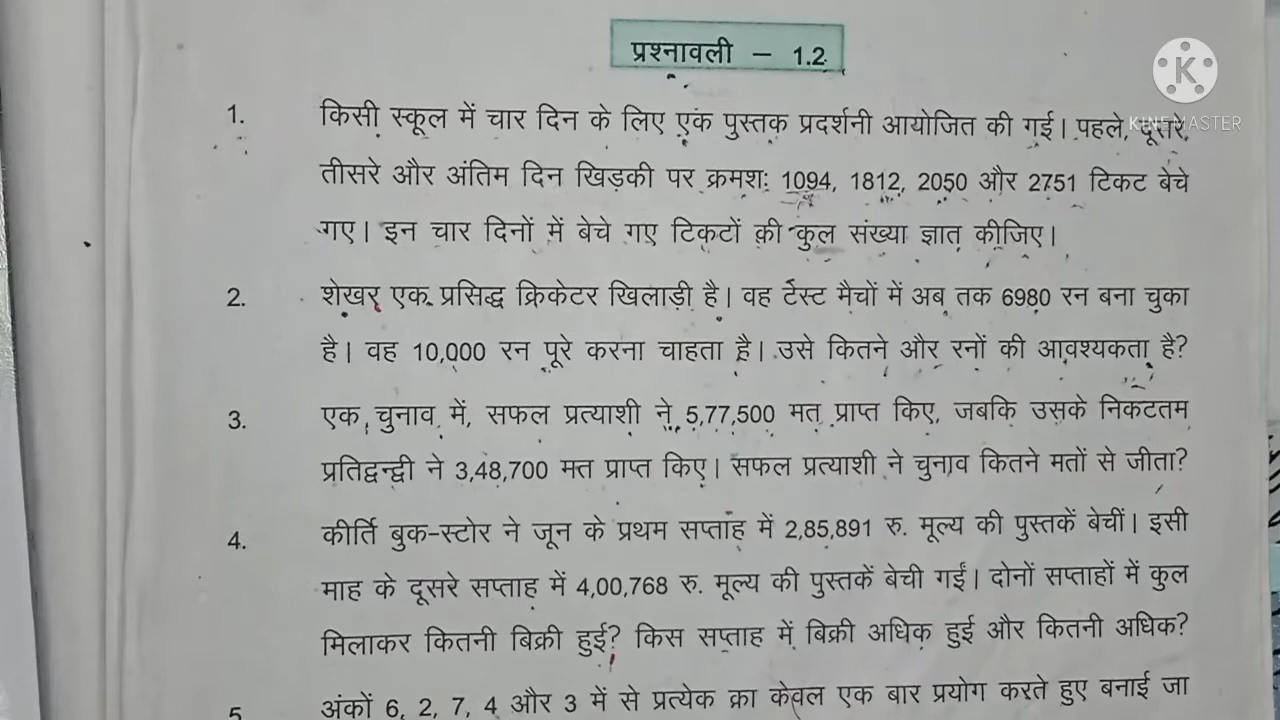 प्रश्नावली – 1.2
KINEMASTER
1. किसी स्कूल में चार दिन के लिए एक पुस्तक प्रदर्शनी आयोजित की गई। पहले, दूसरे,
तीसरे और अंतिम दिन खिड़की पर क्रमशः 1094, 1812, 2050 और 2751 टिकट बेचे
गए। इन चार दिनों में बेचे गए टिकटों की कुल संख्या ज्ञात कीजिए।
2. शेखर एक प्रसिद्ध क्रिकेटर खिलाड़ी है। वह टेस्ट मैचों में अब तक 6980 रन बना चुका
है। वह 10,000 रन पूरे करना चाहता है। उसे कितने और रनों की आवश्यकता है?
3. एक चुनाव में, सफल प्रत्याशी ने 5,77,500 मत प्राप्त किए, जबकि उसके निकटतम
प्रतिद्वन्द्वी ने 3,48,700 मत प्राप्त किए। सफल प्रत्याशी ने चुनाव कितने मतों से जीता?
4. कीर्ति बुक-स्टोर ने जून के प्रथम सप्ताह में 2,85,891 रु. मूल्य की पुस्तकें बेचीं। इसी
माह के दूसरे सप्ताह में 4,00,768 रु. मूल्य की पुस्तकें बेची गईं। दोनों सप्ताहों में कुल
मिलाकर कितनी बिक्री हुई? किस सप्ताह में बिक्री अधिक हुई और कितनी अधिक?
5. अंकों 6, 2, 7, 4 और 3 में से प्रत्येक का केवल एक बार प्रयोग करते हुए बनाई जा